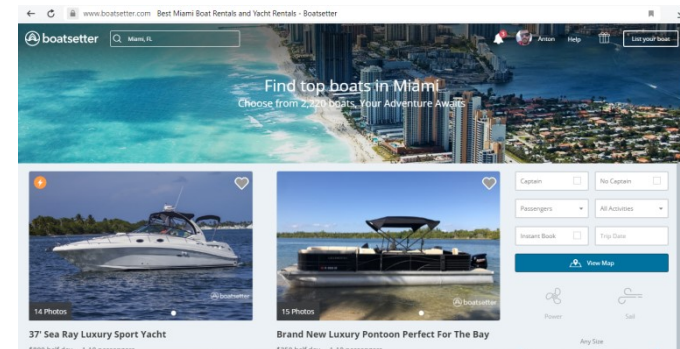 www.boatsetter.com Best Miami Boat Rentals and Yacht Rentals - Boatsetter
boatsetter
Miami, FL
Anton
Help
List your boat
Find top boats in Miami
Choose from 2,220 boats, Your Adventure Awaits
Captain
No Captain
Passengers
All Activities
Instant Book
Trip Date
View Map
boatsetter
14 Photos
boatsetter
15 Photos
Power
Sail
37' Sea Ray Luxury Sport Yacht
Brand New Luxury Pontoon Perfect For The Bay
Any Size